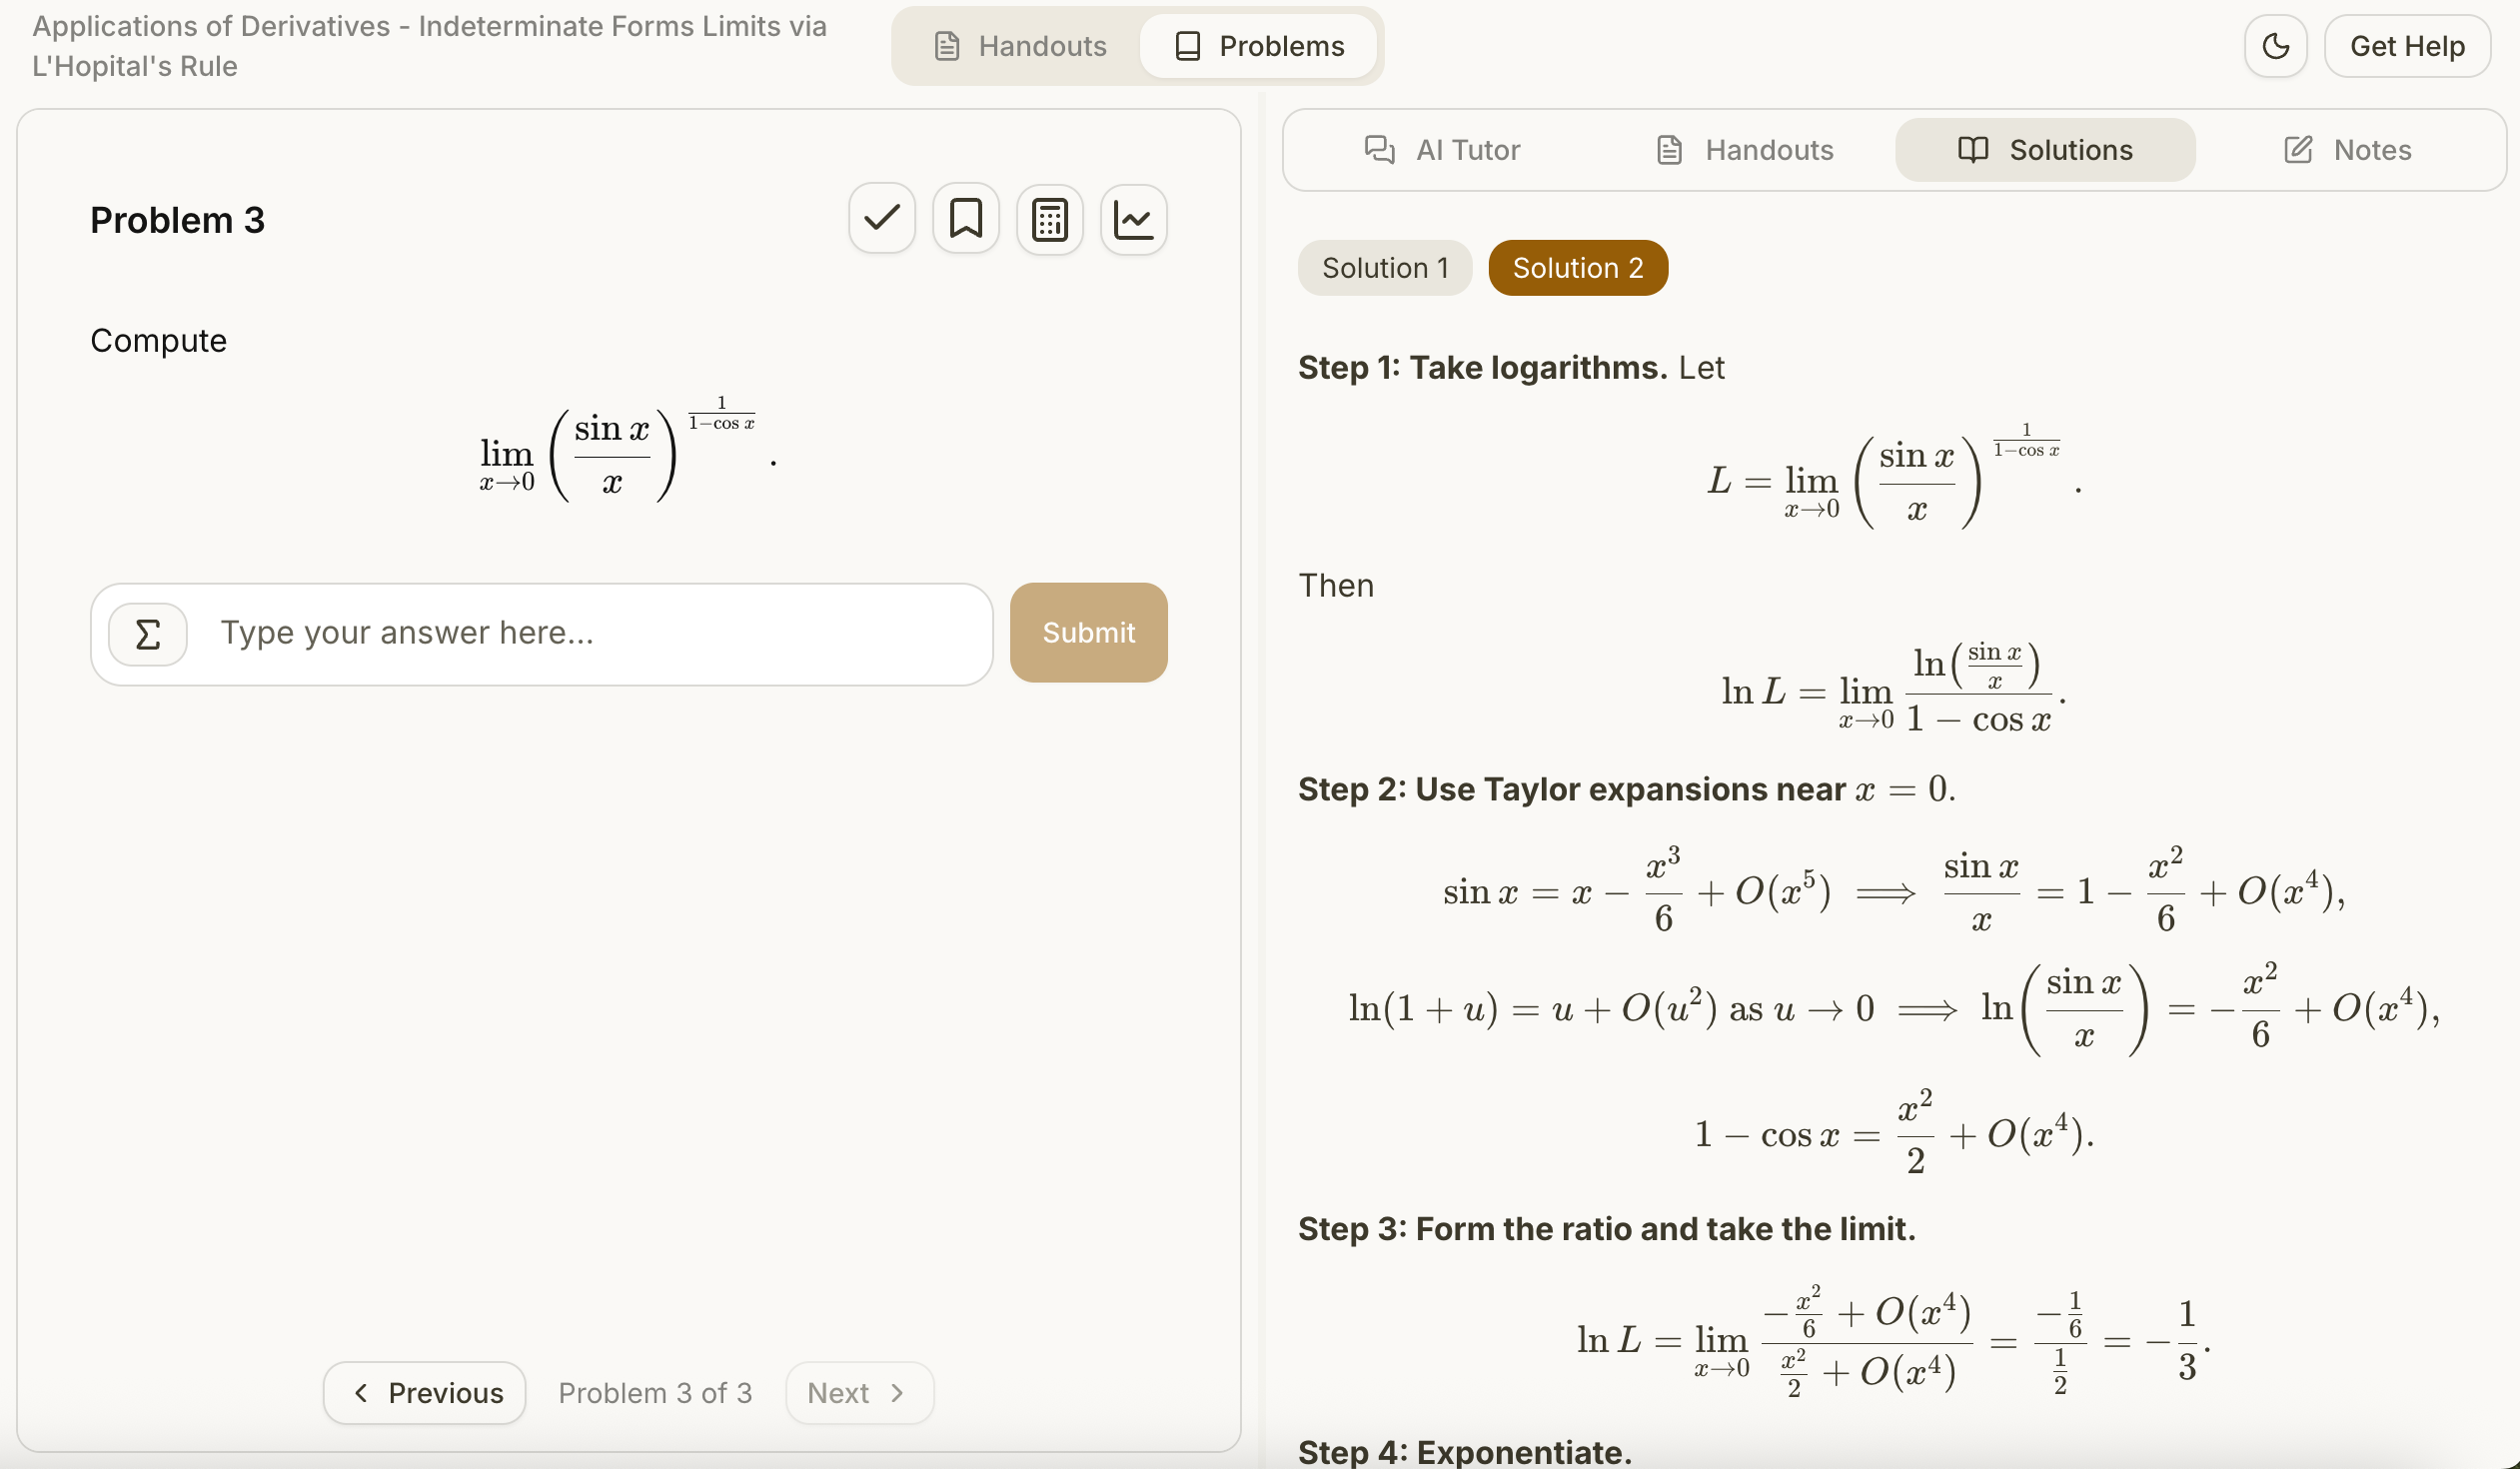 Applications of Derivatives - Indeterminate Forms Limits via
L'Hopital's Rule
Handouts
Problems
Get Help
Problem 3
Compute
\lim_{x \to 0} \left( \frac{\sin x}{x} \right)^{\frac{1}{1 - \cos x}}.
Type your answer here...
Submit
Previous
Problem 3 of 3
Next
AI Tutor
Handouts
Solutions
Notes
Solution 1
Solution 2
Step 1: Take logarithms. Let
L = \lim_{x \to 0} \left( \frac{\sin x}{x} \right)^{\frac{1}{1 - \cos x}}.
Then
\ln L = \lim_{x \to 0} \frac{\ln\left( \frac{\sin x}{x} \right)}{1 - \cos x}.
Step 2: Use Taylor expansions near x = 0.
\sin x = x - \frac{x^3}{6} + O(x^5) \implies \frac{\sin x}{x} = 1 - \frac{x^2}{6} + O(x^4),
\ln(1 + u) = u + O(u^2) as u \to 0 \implies \ln\left( \frac{\sin x}{x} \right) = -\frac{x^2}{6} + O(x^4),
1 - \cos x = \frac{x^2}{2} + O(x^4).
Step 3: Form the ratio and take the limit.
\ln L = \lim_{x \to 0} \frac{-\frac{x^2}{6} + O(x^4)}{\frac{x^2}{2} + O(x^4)} = \frac{-\frac{1}{6}}{\frac{1}{2}} = -\frac{1}{3}.
Step 4: Exponentiate.